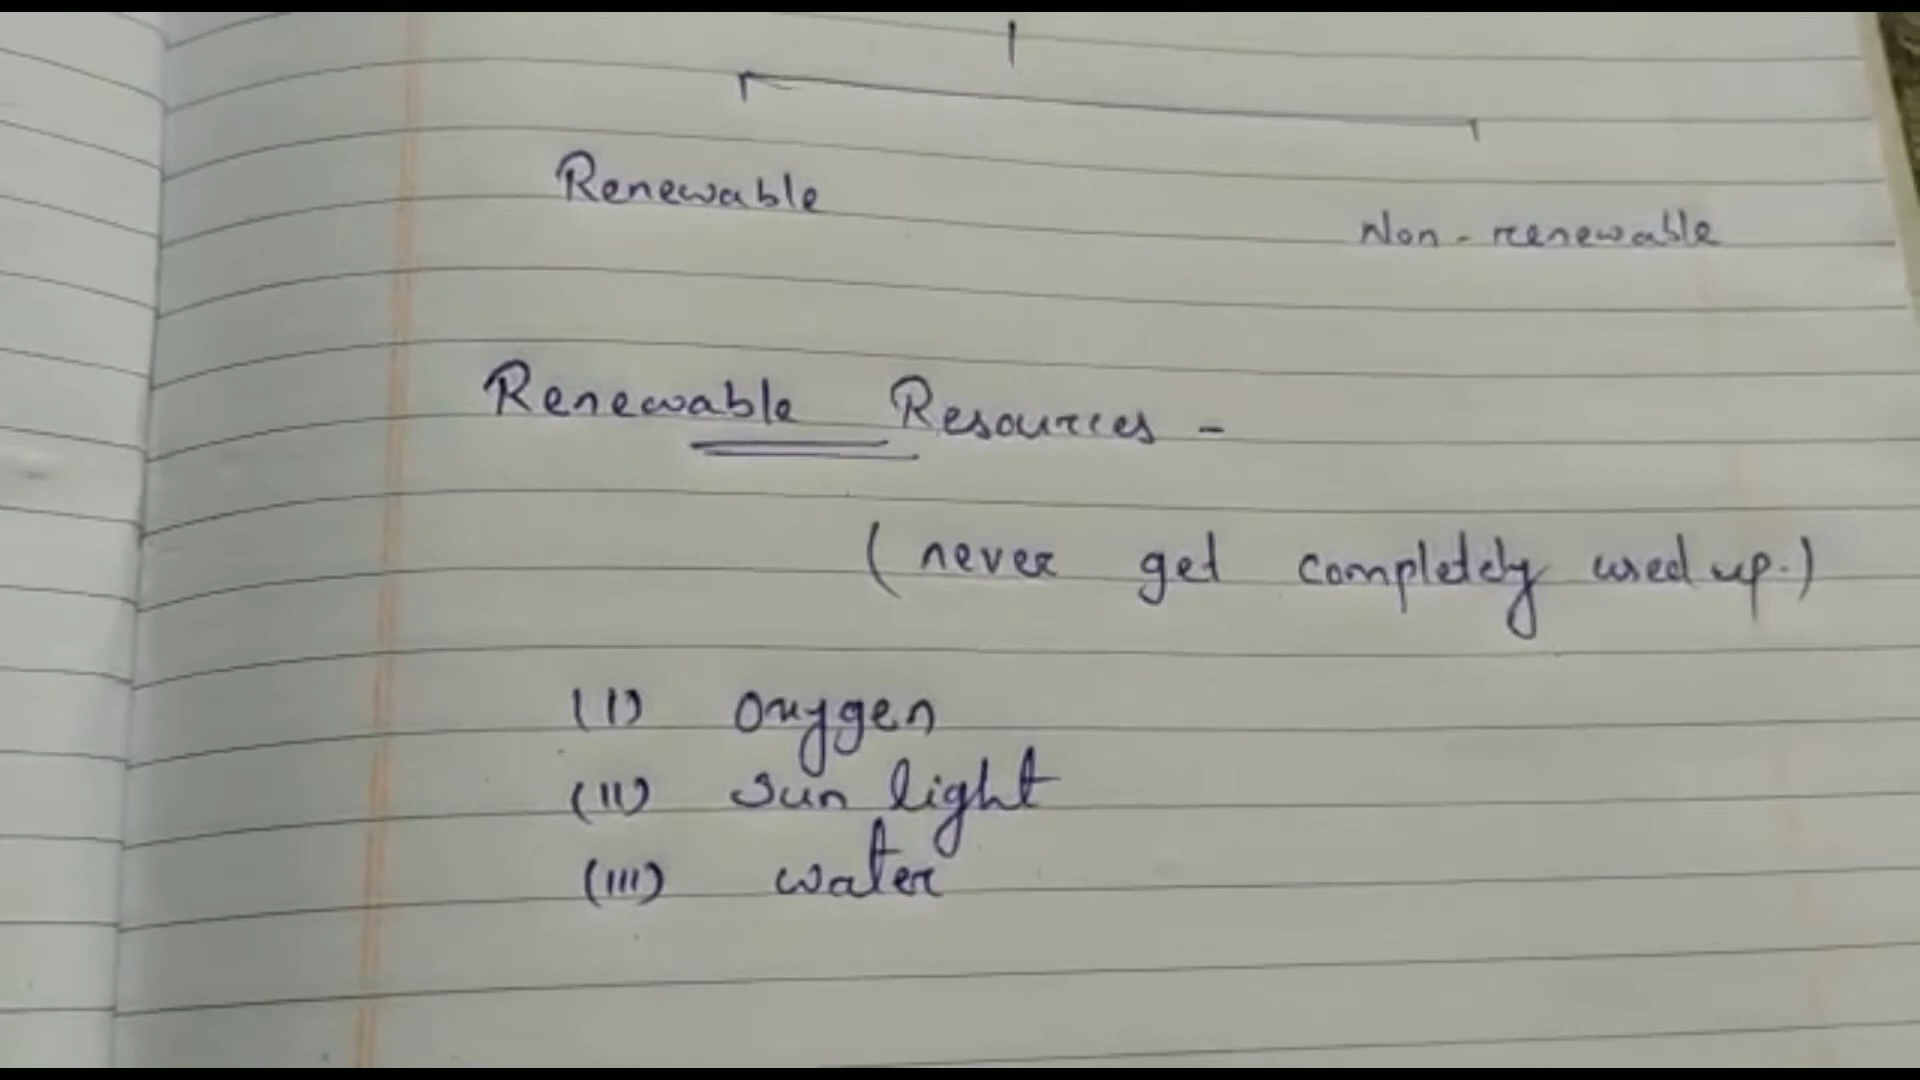 Renewable
Non-renewable
Renewable Resources -
(never get completely used up.)
(I) oxygen
(II) sun light
(III) water